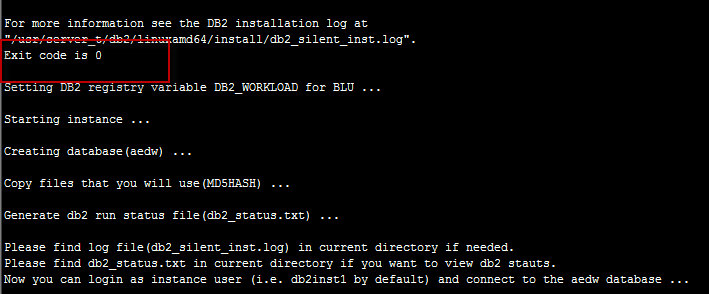 For more information see the DB2 installation log at
"/usr/server_t/db2/linuxamd64/install/db2_silent_inst.log".
Exit code is 0
Setting DB2 registry variable DB2_WORKLOAD for BLU ...
Starting instance ...
Creating database(aedw) ...
Copy files that you will use(MD5HASH) ...
Generate db2 run status file(db2_status.txt) ...
Please find log file(db2_silent_inst.log) in current directory if needed.
Please find db2_status.txt in current directory if you want to view db2 stauts.
Now you can login as instance user (i.e. db2inst1 by default) and connect to the aedw database ...